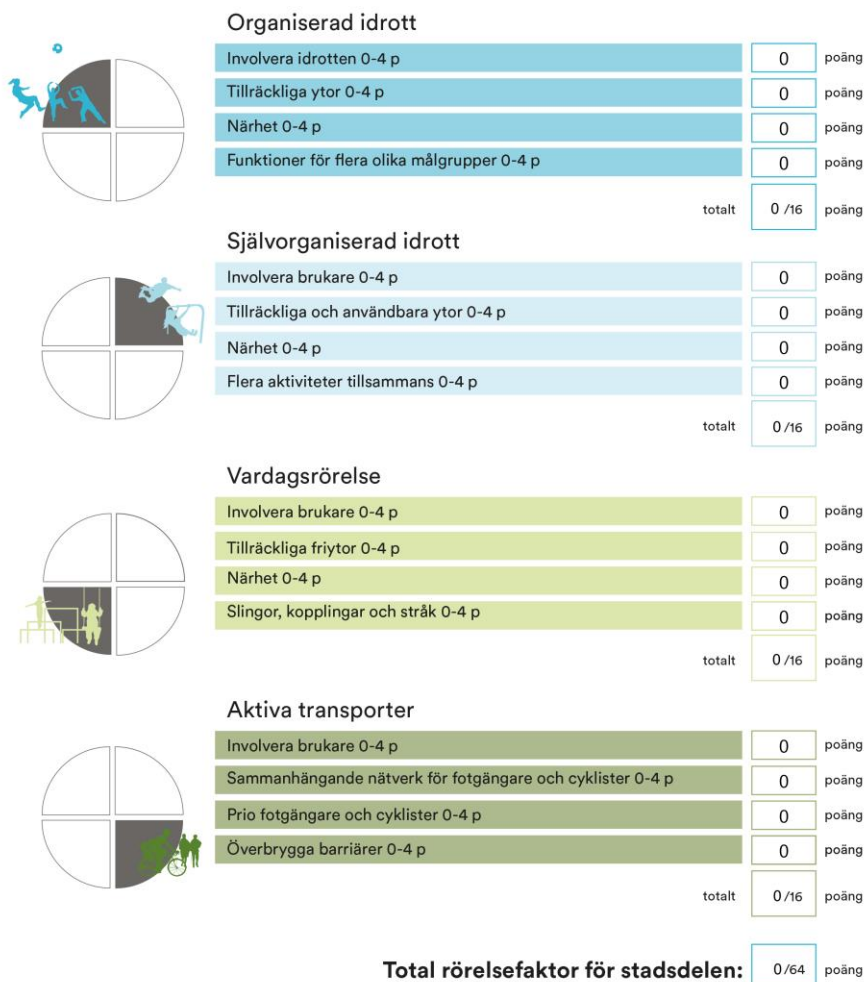 Organiserad idrott
Involvera idrotten 0-4 p 0 poäng
Tillräckliga ytor 0-4 p 0 poäng
Närhet 0-4 p 0 poäng
Funktioner för flera olika målgrupper 0-4 p 0 poäng
totalt 0 /16 poäng
Självorganiserad idrott
Involvera brukare 0-4 p 0 poäng
Tillräckliga och användbara ytor 0-4 p 0 poäng
Närhet 0-4 p 0 poäng
Flera aktiviteter tillsammans 0-4 p 0 poäng
totalt 0/16 poäng
Vardagsrörelse
Involvera brukare 0-4 p 0 poäng
Tillräckliga friytor 0-4 p 0 poäng
Närhet 0-4 p 0 poäng
Slingor, kopplingar och stråk 0-4 p 0 poäng
totalt 0/16 poäng
Aktiva transporter
Involvera brukare 0-4 p 0 poäng
Sammanhängande nätverk för fotgängare och cyklister 0-4 p 0 poäng
Prio fotgängare och cyklister 0-4 p 0 poäng
Överbrygga barriärer 0-4 p 0 poäng
totalt 0/16 poäng
Total rörelsefaktor för stadsdelen: 0/64 poäng